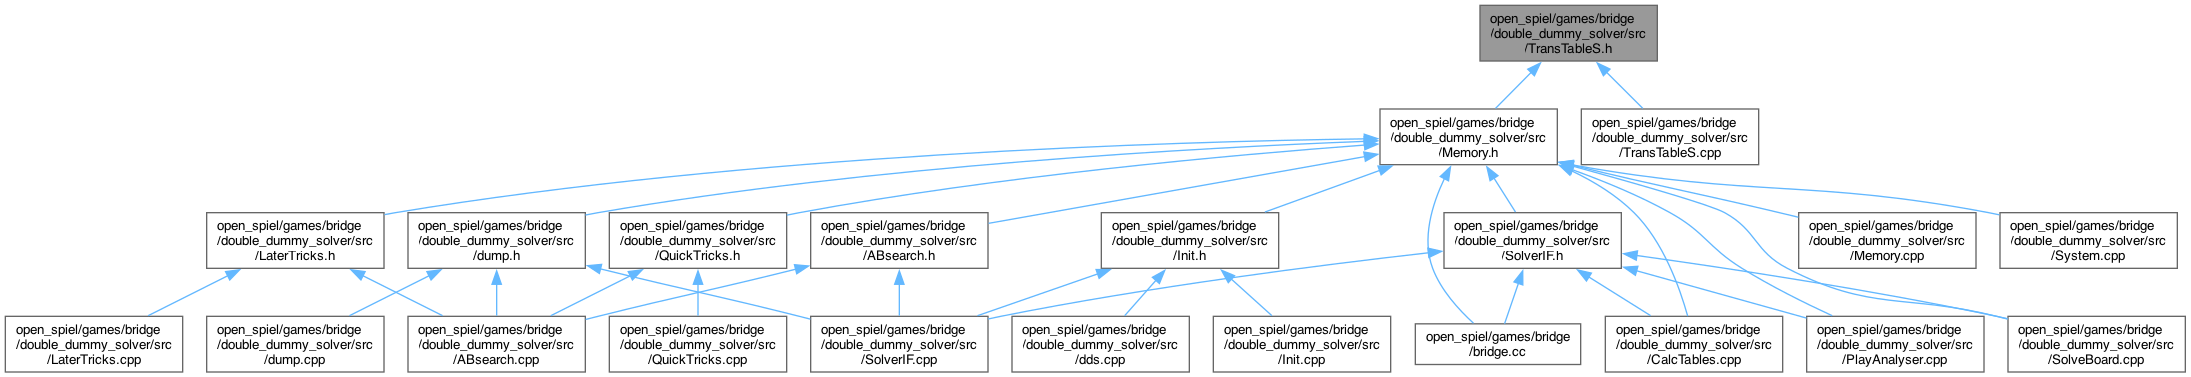 open_spiel/games/bridge
/double_dummy_solver/src
/TransTableS.h
open_spiel/games/bridge
/double_dummy_solver/src
/Memory.h
open_spiel/games/bridge
/double_dummy_solver/src
/TransTableS.cpp
open_spiel/games/bridge
/double_dummy_solver/src
/LaterTricks.h
open_spiel/games/bridge
/double_dummy_solver/src
/dump.h
open_spiel/games/bridge
/double_dummy_solver/src
/QuickTricks.h
open_spiel/games/bridge
/double_dummy_solver/src
/ABsearch.h
open_spiel/games/bridge
/double_dummy_solver/src
/Init.h
open_spiel/games/bridge
/double_dummy_solver/src
/SolverIF.h
open_spiel/games/bridge
/double_dummy_solver/src
/Memory.cpp
open_spiel/games/bridge
/double_dummy_solver/src
/System.cpp
open_spiel/games/bridge
/double_dummy_solver/src
/LaterTricks.cpp
open_spiel/games/bridge
/double_dummy_solver/src
/dump.cpp
open_spiel/games/bridge
/double_dummy_solver/src
/ABsearch.cpp
open_spiel/games/bridge
/double_dummy_solver/src
/QuickTricks.cpp
open_spiel/games/bridge
/double_dummy_solver/src
/SolverIF.cpp
open_spiel/games/bridge
/double_dummy_solver/src
/dds.cpp
open_spiel/games/bridge
/double_dummy_solver/src
/Init.cpp
open_spiel/games/bridge
/bridge.cc
open_spiel/games/bridge
/double_dummy_solver/src
/CalcTables.cpp
open_spiel/games/bridge
/double_dummy_solver/src
/PlayAnalyser.cpp
open_spiel/games/bridge
/double_dummy_solver/src
/SolveBoard.cpp